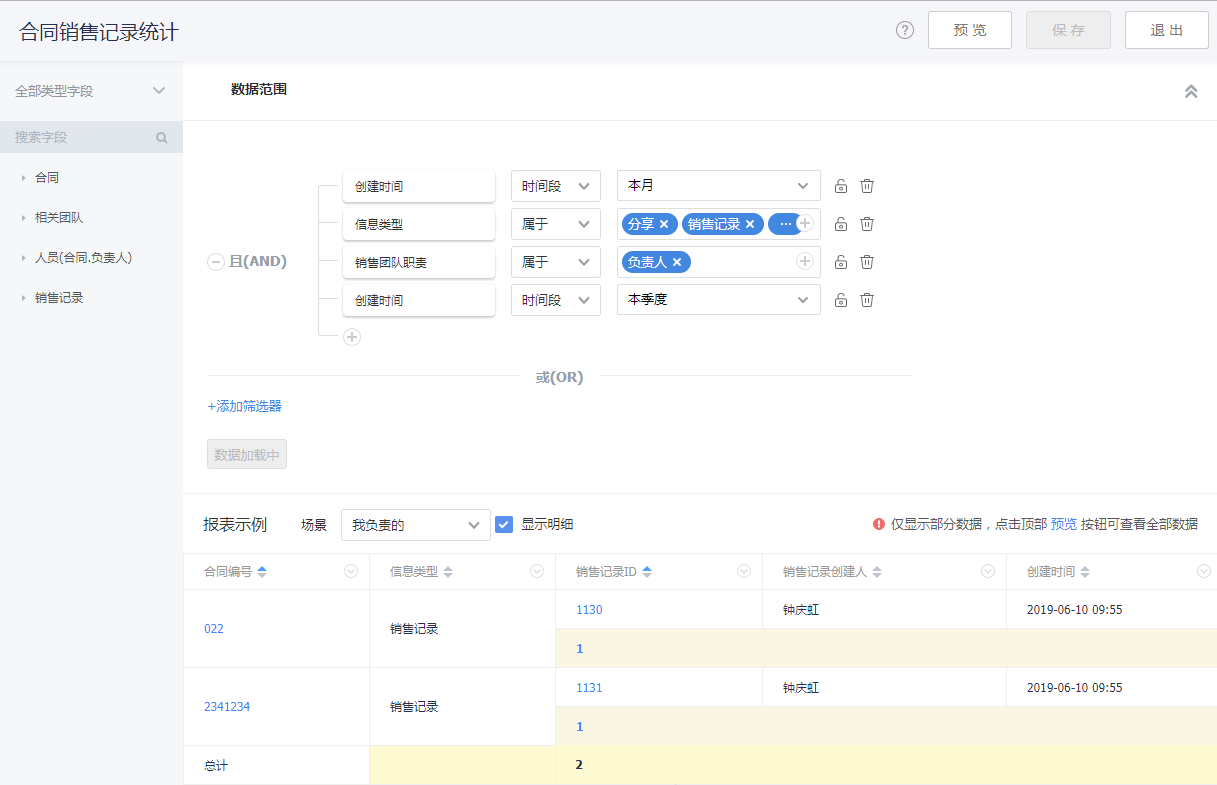 合同销售记录统计
? 预 览 保 存 退 出
全部类型字段
搜索字段
合同
相关团队
人员(合同.负责人)
销售记录
数据范围
且(AND)
创建时间 时间段 本月
信息类型 属于 分享 × 销售记录 × ...
销售团队职责 属于 负责人 ×
创建时间 时间段 本季度
或(OR)
+添加筛选器
数据加载中
报表示例 场景 我负责的 显示明细 仅显示部分数据，点击顶部 预览 按钮可查看全部数据
合同编号 信息类型 销售记录ID 销售记录创建人 创建时间
022 销售记录 1130 钟庆虹 2019-06-10 09:55
1
2341234 销售记录 1131 钟庆虹 2019-06-10 09:55
1
总计 2